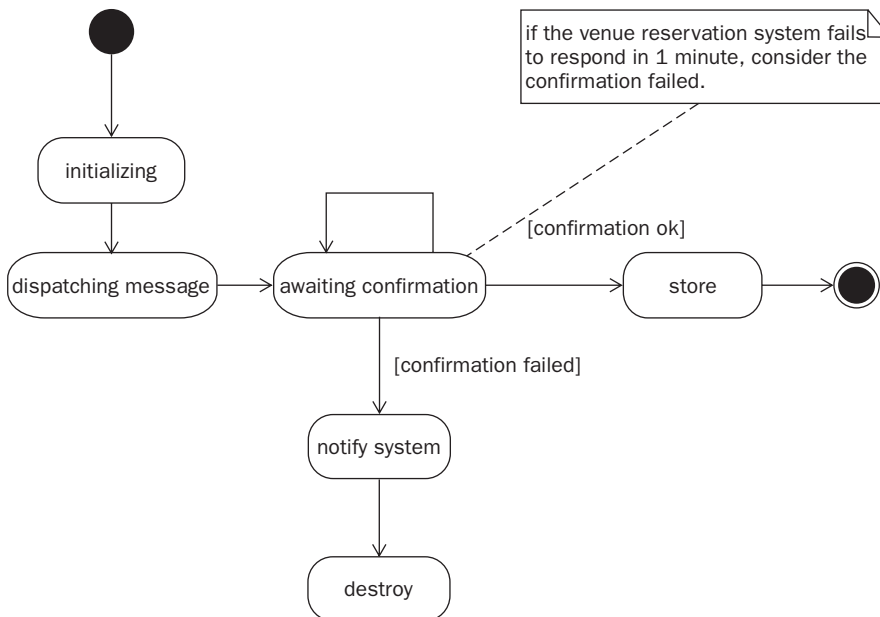 if the venue reservation system fails
to respond in 1 minute, consider the
confirmation failed.
initializing
[confirmation ok]
dispatching message
awaiting confirmation
store
[confirmation failed]
notify system
destroy